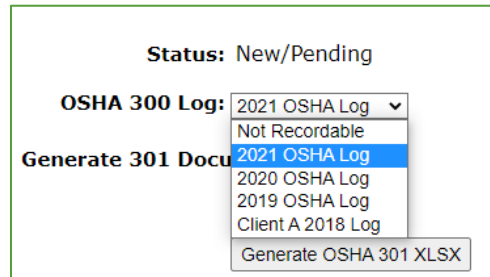 Status: New/Pending
OSHA 300 Log: 2021 OSHA Log
Not Recordable
Generate 301 Docu 2021 OSHA Log
2020 OSHA Log
2019 OSHA Log
Client A 2018 Log
Generate OSHA 301 XLSX